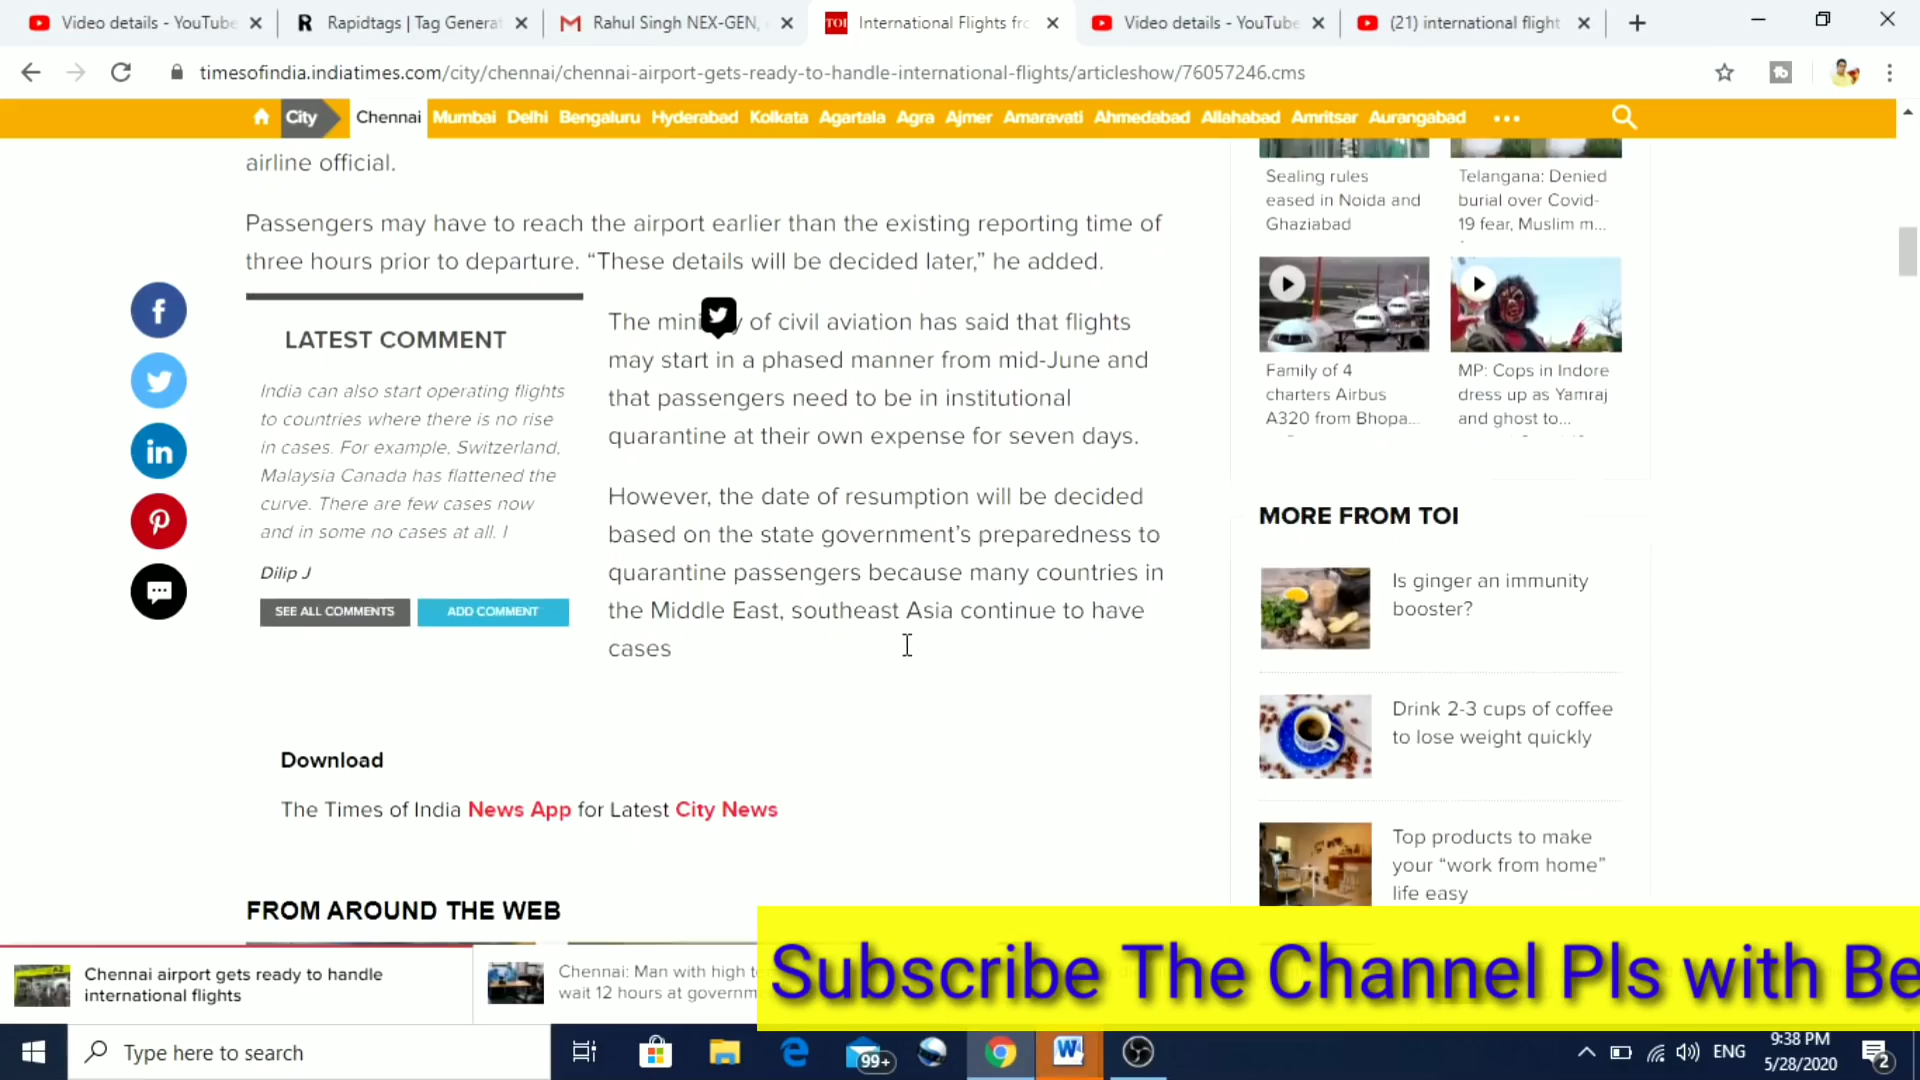 Video details - YouTube
Rapidtags | Tag Generat
Rahul Singh NEX-GEN,
International Flights fro
Video details - YouTube
(21) international flight
timesofindia.indiatimes.com/city/chennai/chennai-airport-gets-ready-to-handle-international-flights/articleshow/76057246.cms
City Chennai Mumbai Delhi Bengaluru Hyderabad Kolkata Agartala Agra Ajmer Amaravati Ahmedabad Allahabad Amritsar Aurangabad
airline official.
Passengers may have to reach the airport earlier than the existing reporting time of
three hours prior to departure. “These details will be decided later,” he added.
LATEST COMMENT
India can also start operating flights
to countries where there is no rise
in cases. For example, Switzerland,
Malaysia Canada has flattened the
curve. There are few cases now
and in some no cases at all. I
Dilip J
SEE ALL COMMENTS
ADD COMMENT
The mini y of civil aviation has said that flights
may start in a phased manner from mid-June and
that passengers need to be in institutional
quarantine at their own expense for seven days.
However, the date of resumption will be decided
based on the state government’s preparedness to
quarantine passengers because many countries in
the Middle East, southeast Asia continue to have
cases
Download
The Times of India News App for Latest City News
FROM AROUND THE WEB
Sealing rules
eased in Noida and
Ghaziabad
Telangana: Denied
burial over Covid-
19 fear, Muslim m...
Family of 4
charters Airbus
A320 from Bhopa...
MP: Cops in Indore
dress up as Yamraj
and ghost to...
MORE FROM TOI
Is ginger an immunity
booster?
Drink 2-3 cups of coffee
to lose weight quickly
Top products to make
your “work from home”
life easy
Chennai airport gets ready to handle
international flights
Chennai: Man with high t
wait 12 hours at governm
Subscribe The Channel Pls with Be
Type here to search
99+
ENG
9:38 PM
5/28/2020
2